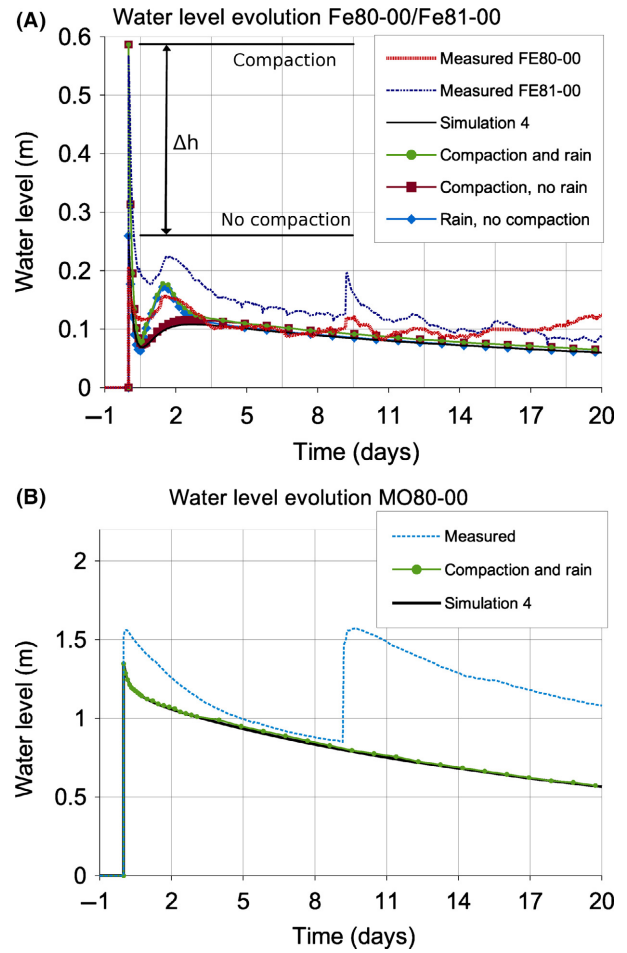 (A)
Water level evolution Fe80-00/Fe81-00
Water level (m)
0.6
0.5
0.4
0.3
0.2
0.1
0
Compaction
Δh
No compaction
Measured FE80-00
Measured FE81-00
Simulation 4
Compaction and rain
Compaction, no rain
Rain, no compaction
–1 2 5 8 11 14 17 20
Time (days)
(B)
Water level evolution MO80-00
Water level (m)
2
1.5
1
0.5
0
Measured
Compaction and rain
Simulation 4
–1 2 5 8 11 14 17 20
Time (days)